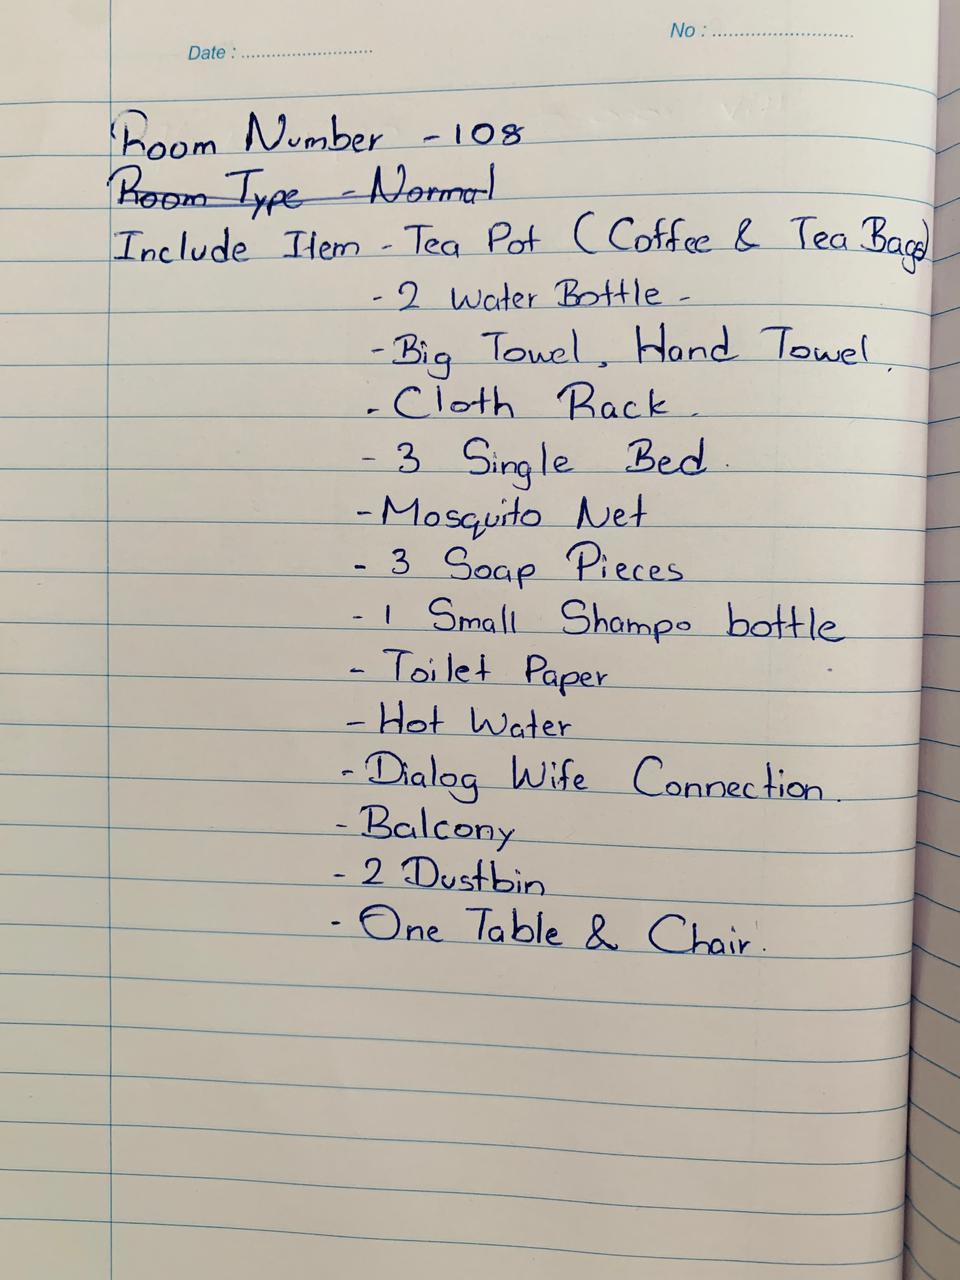 No : ..........................
Date : ........................
Room Number - 108
Room Type - Normal
Include Item - Tea Pot (Coffee & Tea Bags)
- 2 Water Bottle -
- Big Towel, Hand Towel.
- Cloth Rack.
- 3 Single Bed.
- Mosquito Net
- 3 Soap Pieces
- 1 Small Shampo bottle
- Toilet Paper
- Hot Water
- Dialog Wife Connection.
- Balcony
- 2 Dustbin
- One Table & Chair.